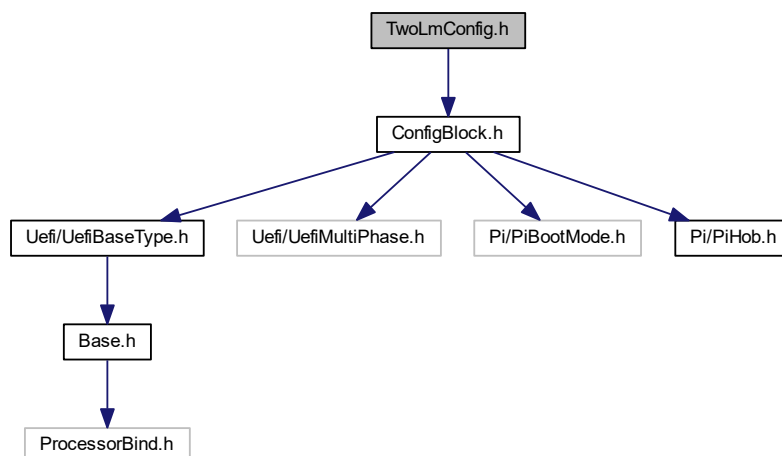 TwoLmConfig.h
ConfigBlock.h
Uefi/UefiBaseType.h
Uefi/UefiMultiPhase.h
Pi/PiBootMode.h
Pi/PiHob.h
Base.h
ProcessorBind.h